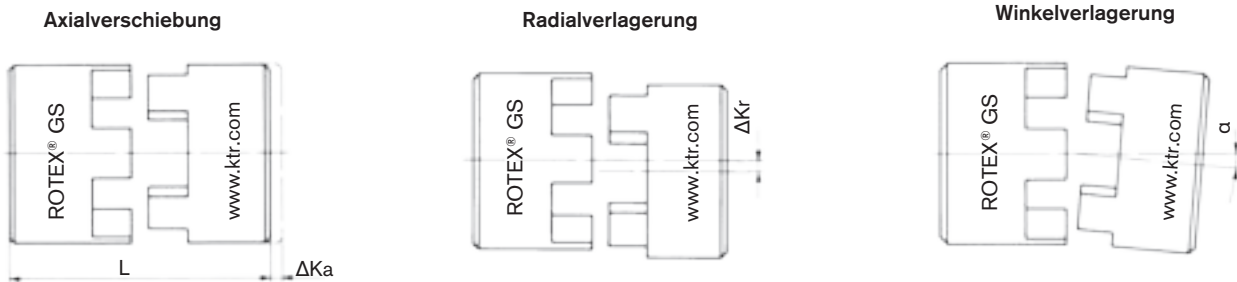 Axialverschiebung
ROTEX® GS
www.ktr.com
L
ΔKa
Radialverlagerung
ROTEX® GS
www.ktr.com
ΔKr
Winkelverlagerung
ROTEX® GS
www.ktr.com
α